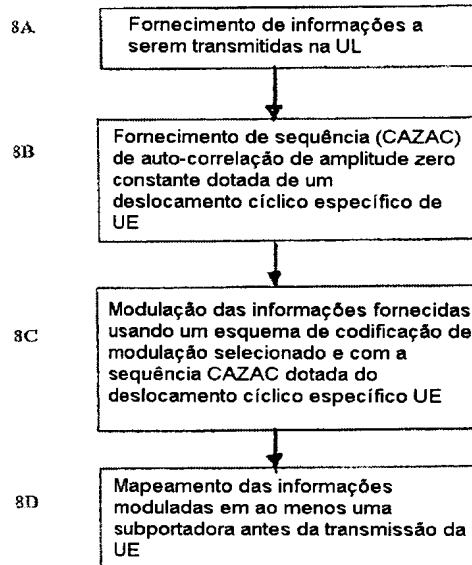 8A
Fornecimento de informações a
serem transmitidas na UL
8B
Fornecimento de sequência (CAZAC)
de auto-correlação de amplitude zero
constante dotada de um
deslocamento cíclico específico de
UE
8C
Modulação das informações fornecidas
usando um esquema de codificação de
modulação selecionado e com a
sequência CAZAC dotada do
deslocamento cíclico específico UE
8D
Mapeamento das informações
moduladas em ao menos uma
subportadora antes da transmissão da
UE